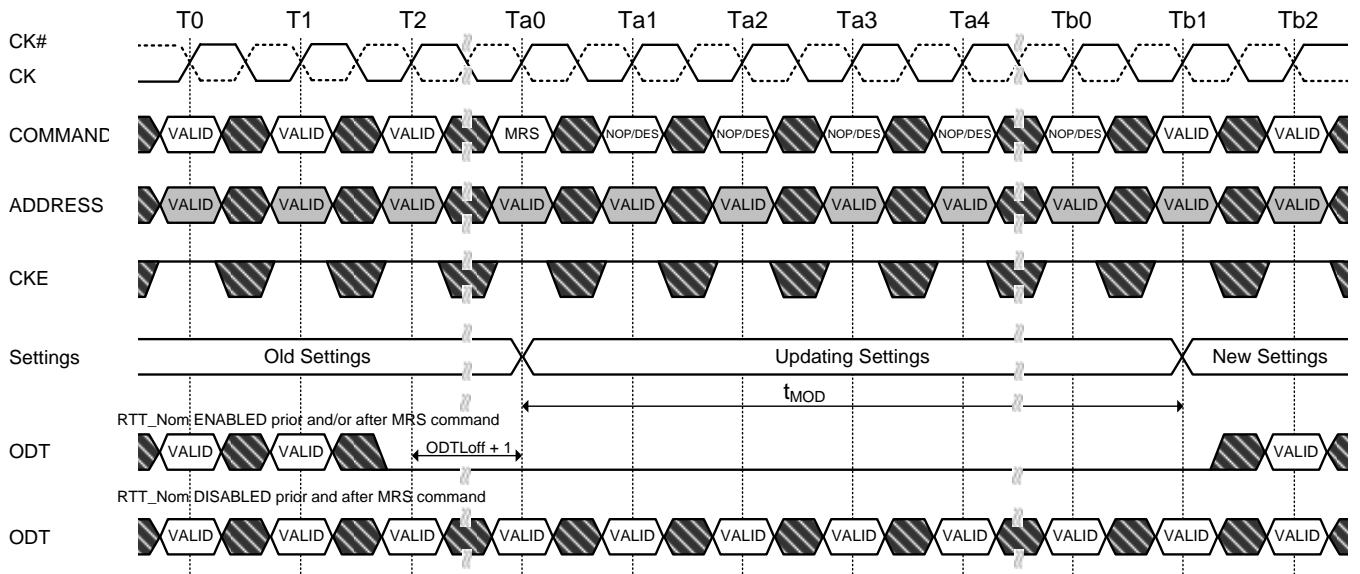 T0 T1 T2 Ta0 Ta1 Ta2 Ta3 Ta4 Tb0 Tb1 Tb2
CK#
CK
COMMAND VALID VALID VALID MRS NOP/DES NOP/DES NOP/DES NOP/DES NOP/DES VALID VALID
ADDRESS VALID VALID VALID VALID VALID VALID VALID VALID VALID VALID VALID
CKE
Settings Old Settings Updating Settings New Settings
tMOD
RTT_Nom ENABLED prior and/or after MRS command
ODT VALID VALID ODTLoff + 1 VALID
RTT_Nom DISABLED prior and after MRS command
ODT VALID VALID VALID VALID VALID VALID VALID VALID VALID VALID VALID